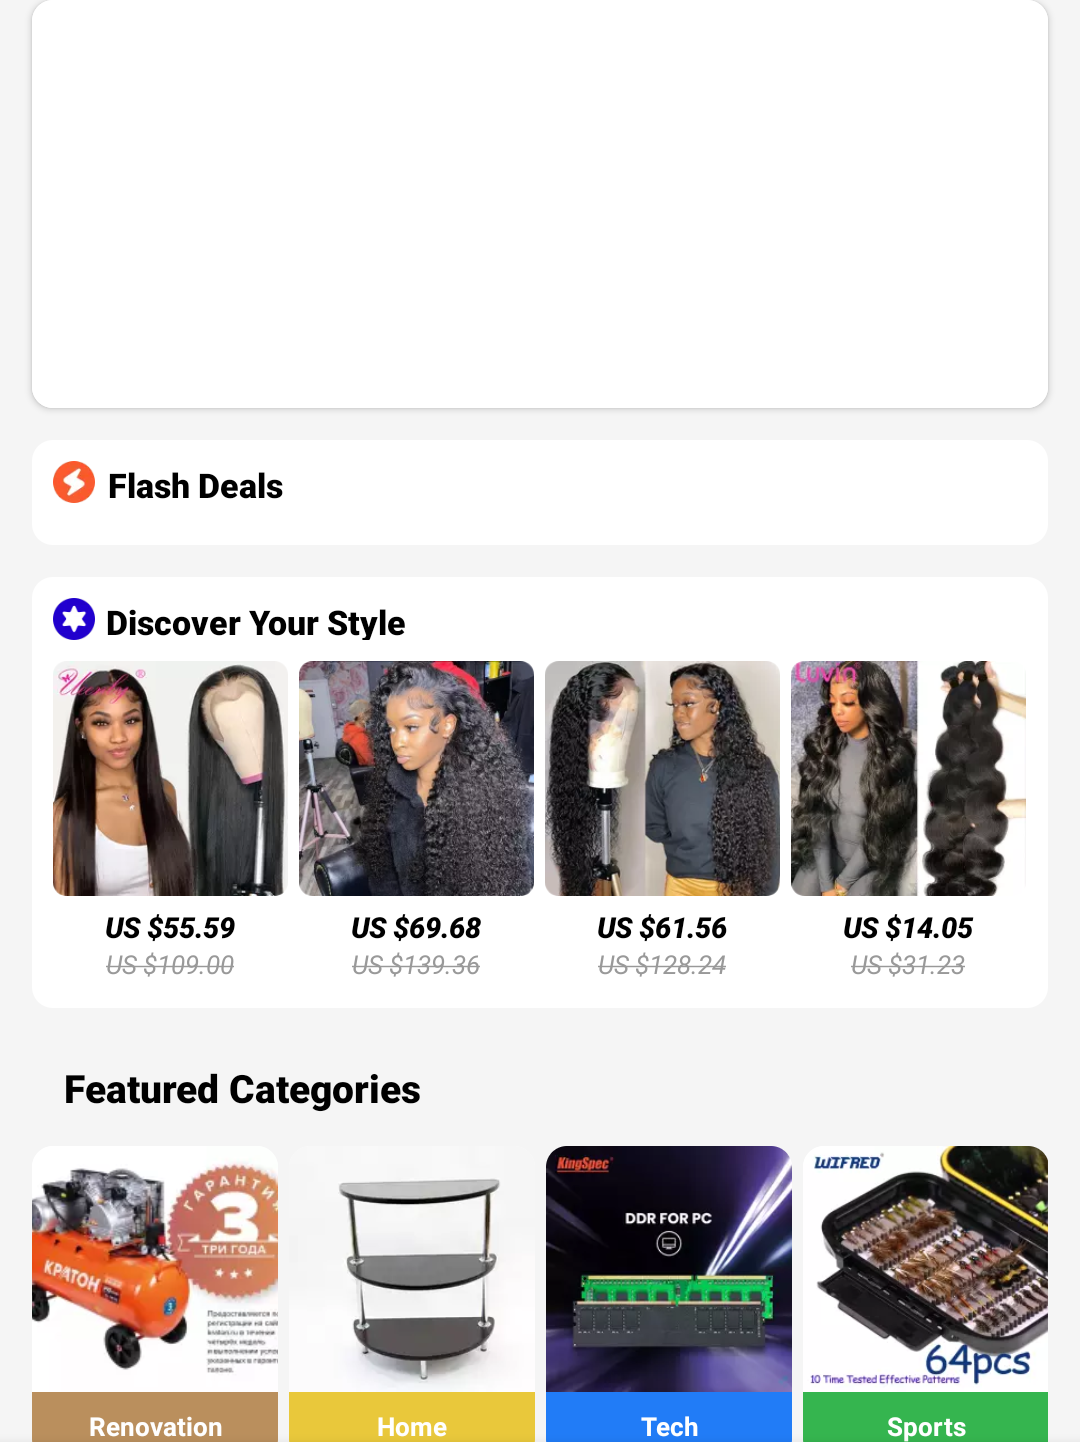 Flash Deals
Discover Your Style
US $55.59
US $109.00
US $69.68
US $139.36
US $61.56
US $128.24
Luvin
US $14.05
US $31.23
Featured Categories
ГАРАНТИ
3
ТРИ ГОДА
КРАТОН
Renovation
Home
KingSpec
DDR FOR PC
Tech
WIFREO
64pcs
10 Time Tested Effective Patterns
Sports